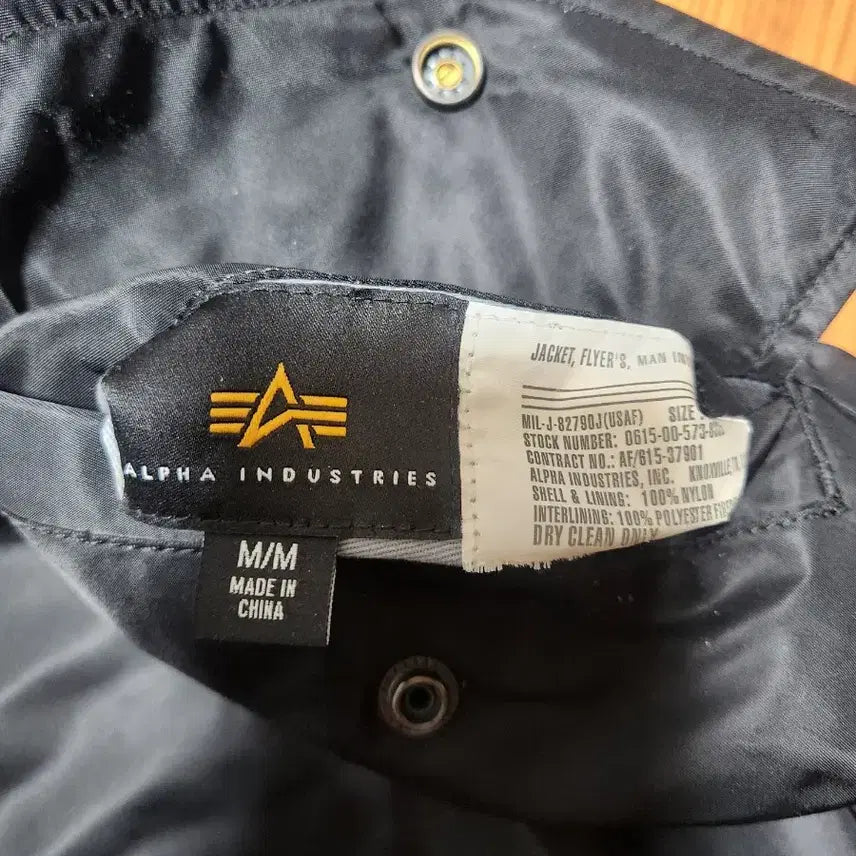 ALPHA INDUSTRIES
M/M
MADE IN
CHINA
JACKET, FLYER'S, MAN
MIL-J-82790J(USAF) SIZE
STOCK NUMBER: 0615-00-573-
CONTRACT NO.: AF/615-37901
ALPHA INDUSTRIES, INC. KNOXVILLE, TN.
SHELL & LINING: 100% NYLON
INTERLINING: 100% POLYESTER
DRY CLEAN ONLY